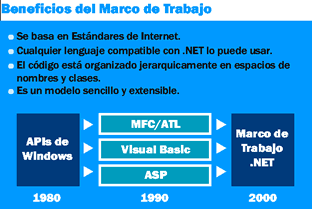 Beneficios del Marco de Trabajo
Se basa en Estándares de Internet.
Cualquier lenguaje compatible con .NET lo puede usar.
El código está organizado jerarquicamente en espacios de
nombres y clases.
Es un modelo sencillo y extensible.
APIs de
Windows
MFC/ATL
Visual Basic
ASP
Marco de
Trabajo
.NET
1980
1990
2000